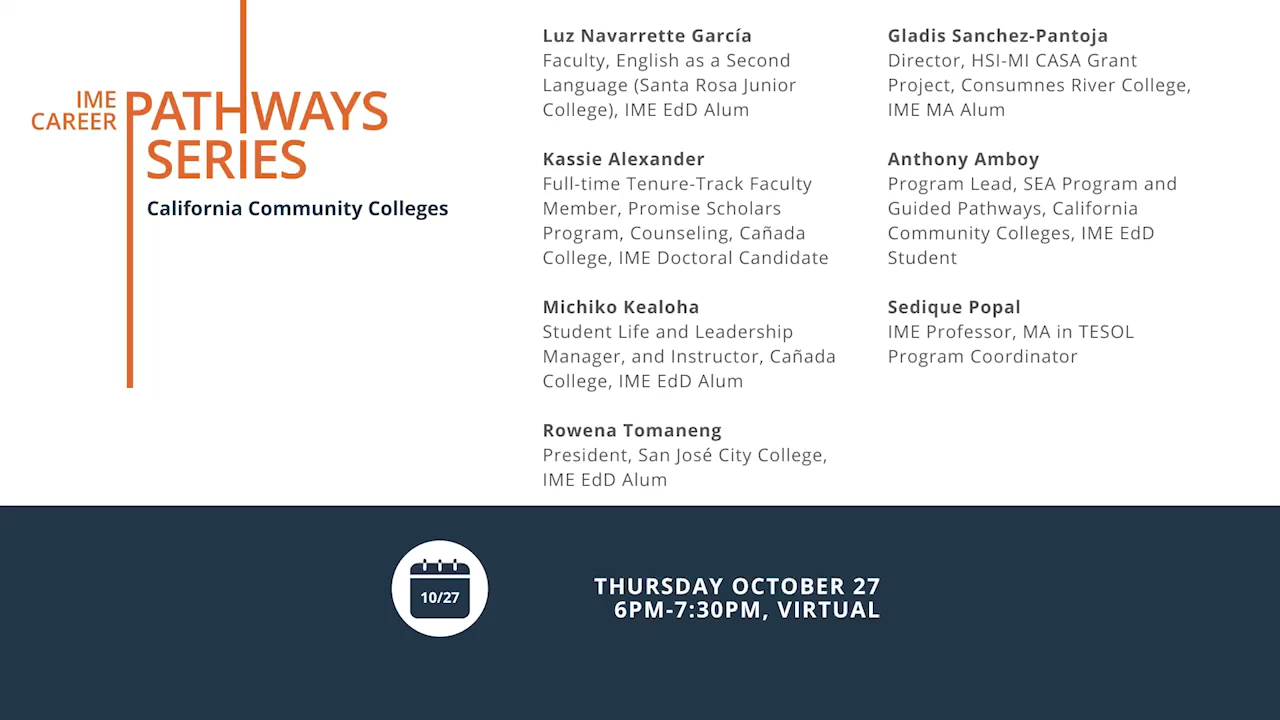 IME
CAREER
PATHWAYS
SERIES
California Community Colleges
Luz Navarrette García
Faculty, English as a Second
Language (Santa Rosa Junior
College), IME EdD Alum
Kassie Alexander
Full-time Tenure-Track Faculty
Member, Promise Scholars
Program, Counseling, Cañada
College, IME Doctoral Candidate
Michiko Kealoha
Student Life and Leadership
Manager, and Instructor, Cañada
College, IME EdD Alum
Rowena Tomaneng
President, San José City College,
IME EdD Alum
Gladis Sanchez-Pantoja
Director, HSI-MI CASA Grant
Project, Consumnes River College,
IME MA Alum
Anthony Amboy
Program Lead, SEA Program and
Guided Pathways, California
Community Colleges, IME EdD
Student
Sedique Popal
IME Professor, MA in TESOL
Program Coordinator
10/27
THURSDAY OCTOBER 27
6PM-7:30PM, VIRTUAL